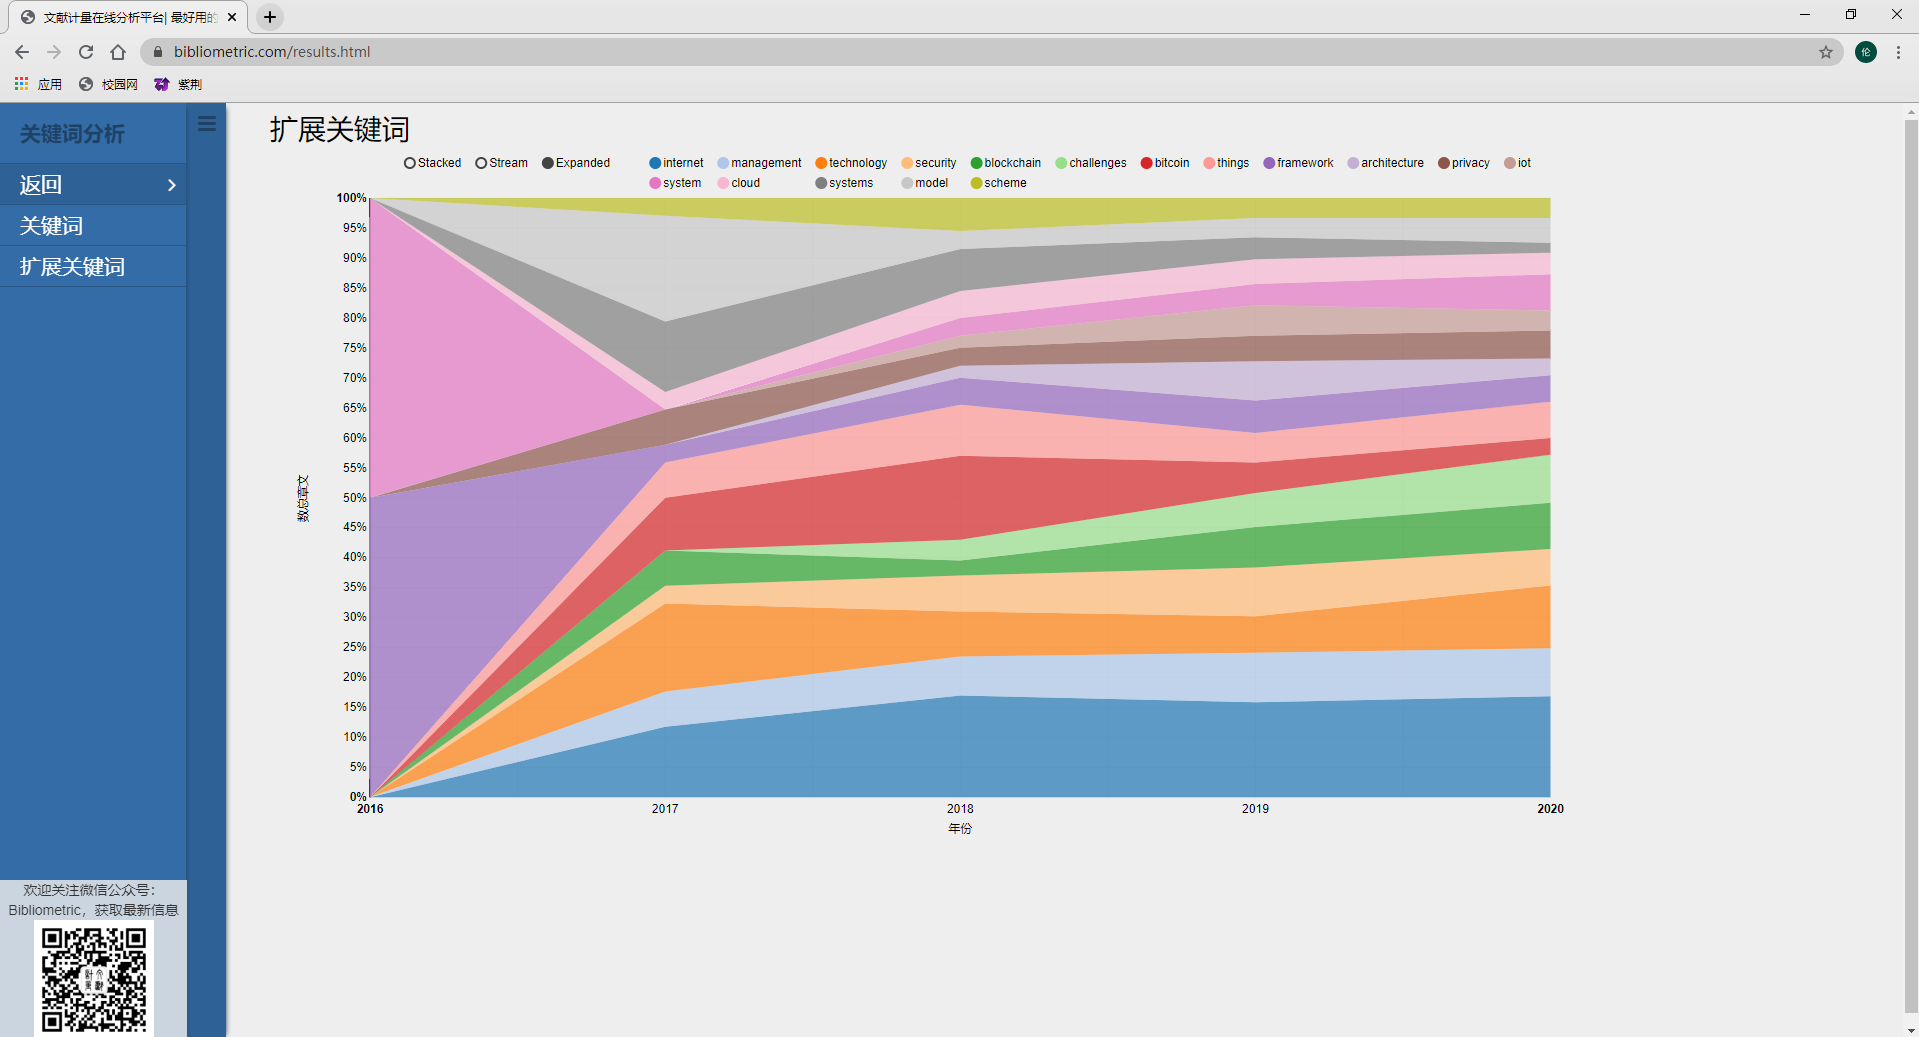 文献计量在线分析平台| 最好用的
bibliometric.com/results.html
伦
应用 校园网 紫荆
关键词分析
返回
关键词
扩展关键词
欢迎关注微信公众号：
Bibliometric，获取最新信息
扩展关键词
Stacked Stream Expanded internet management technology security blockchain challenges bitcoin things framework architecture privacy iot
system cloud systems model scheme
100%
95%
90%
85%
80%
75%
70%
65%
60%
55%
50%
45%
40%
35%
30%
25%
20%
15%
10%
5%
0%
文章总数
2016 2017 2018 2019 2020
年份